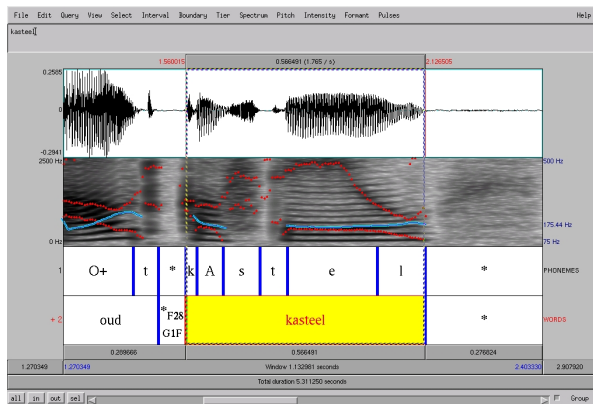 File Edit Query View Select Interval Boundary Tier Spectrum Pitch Intensity Formant Pulses Help
kasteel
1.560015 0.566491 (1.765 / s) 2.126505
0.2585
0
-0.2941
2500 Hz 500 Hz
175.44 Hz
0 Hz 75 Hz
1 O+ t * k A s t e l * PHONEMES
+ 2 oud *F28 kasteel * WORDS
G1F
0.289666 0.566491 0.276824
1.270349 1.270349 Window 1.132981 seconds 2.403330 2.907920
Total duration 5.311250 seconds
all in out sel Group